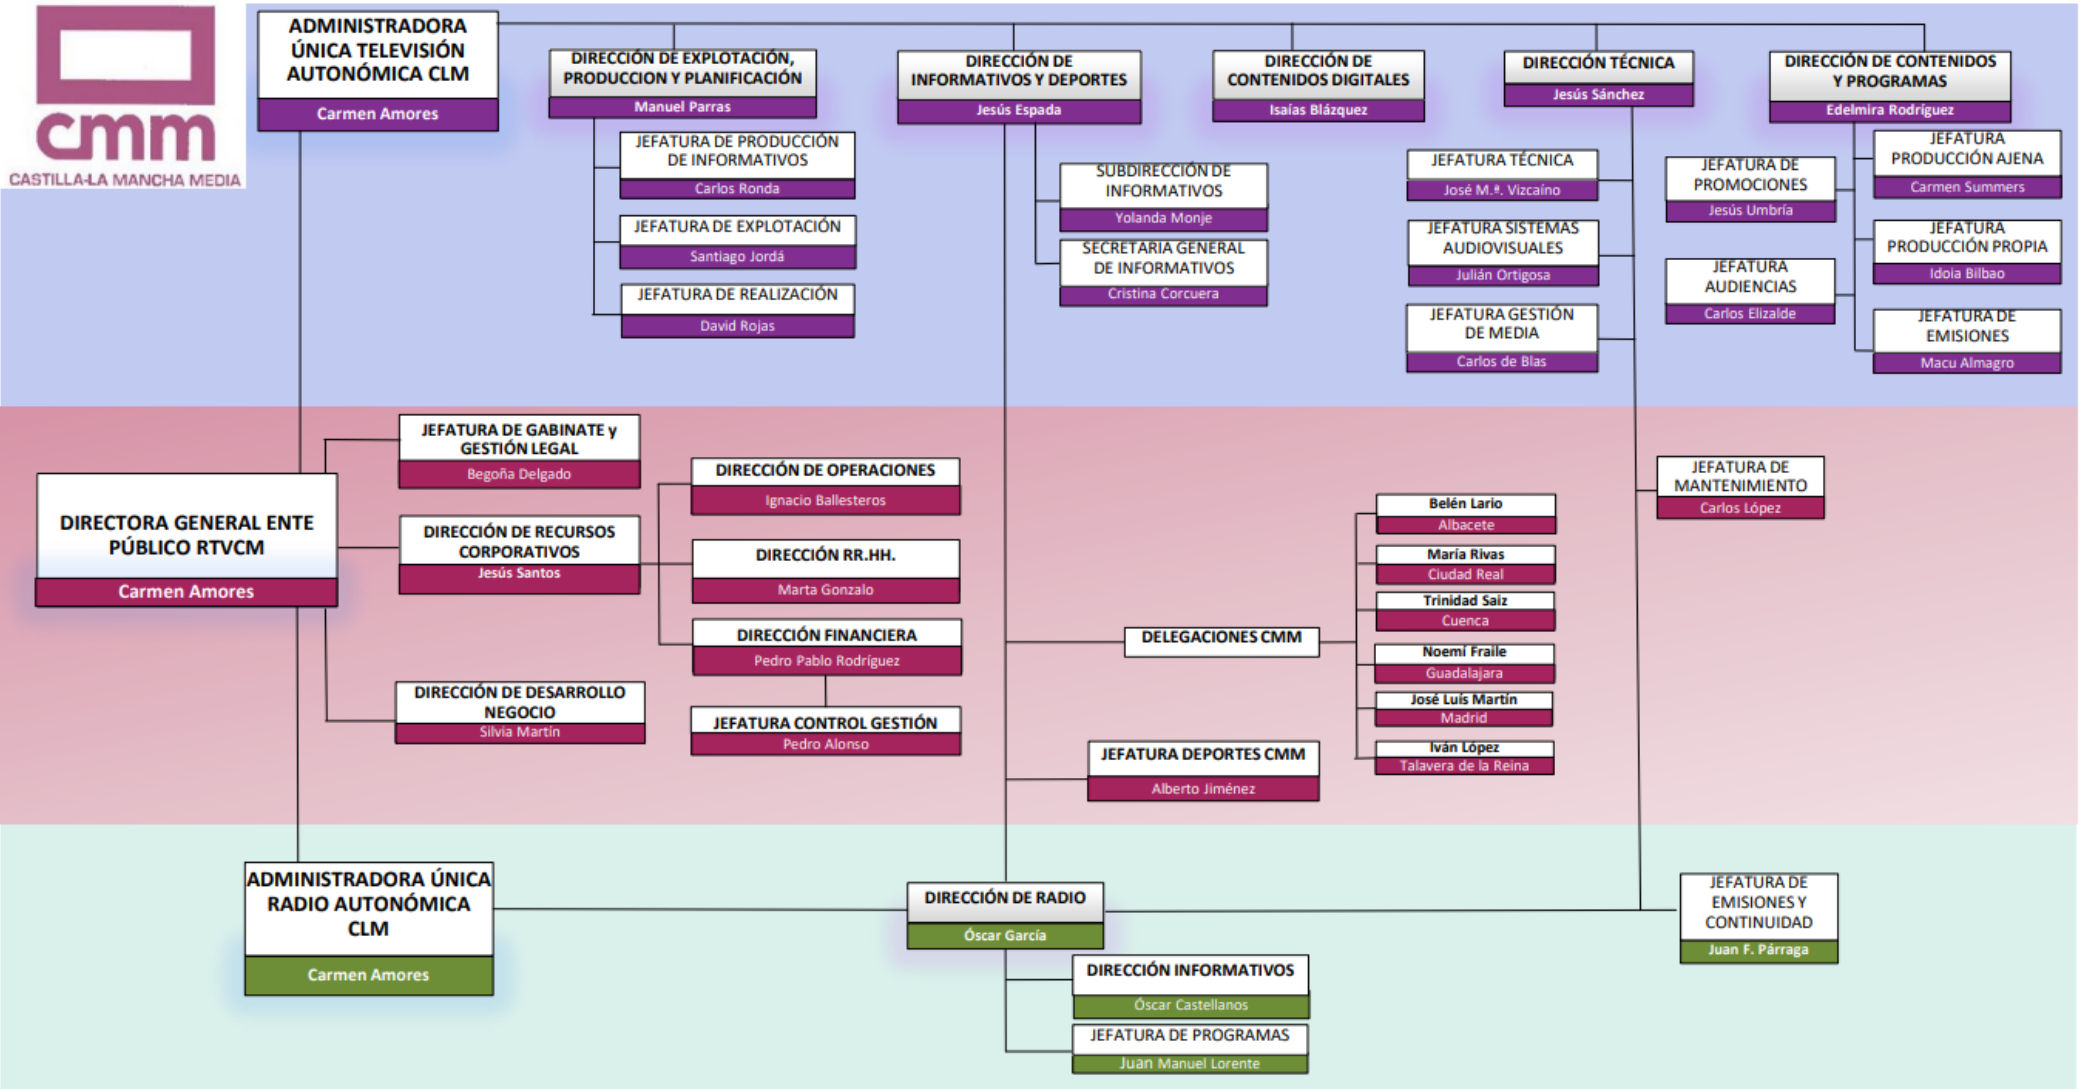 cmm
CASTILLA-LA MANCHA MEDIA
ADMINISTRADORA
ÚNICA TELEVISIÓN
AUTONÓMICA CLM
Carmen Amores
DIRECCIÓN DE EXPLOTACIÓN,
PRODUCCION Y PLANIFICACIÓN
Manuel Parras
JEFATURA DE PRODUCCIÓN
DE INFORMATIVOS
Carlos Ronda
JEFATURA DE EXPLOTACIÓN
Santiago Jordá
JEFATURA DE REALIZACIÓN
David Rojas
DIRECCIÓN DE
INFORMATIVOS Y DEPORTES
Jesús Espada
SUBDIRECCIÓN DE
INFORMATIVOS
Yolanda Monje
SECRETARIA GENERAL
DE INFORMATIVOS
Cristina Corcuera
DIRECCIÓN DE
CONTENIDOS DIGITALES
Isaías Blázquez
DIRECCIÓN TÉCNICA
Jesús Sánchez
JEFATURA TÉCNICA
José M.ª. Vizcaíno
JEFATURA SISTEMAS
AUDIOVISUALES
Julián Ortigosa
JEFATURA GESTIÓN
DE MEDIA
Carlos de Blas
DIRECCIÓN DE CONTENIDOS
Y PROGRAMAS
Edelmira Rodríguez
JEFATURA DE
PROMOCIONES
Jesús Umbría
JEFATURA
AUDIENCIAS
Carlos Elizalde
JEFATURA
PRODUCCIÓN AJENA
Carmen Summers
JEFATURA
PRODUCCIÓN PROPIA
Idoia Bilbao
JEFATURA DE
EMISIONES
Macu Almagro
DIRECTORA GENERAL ENTE
PÚBLICO RTVCM
Carmen Amores
JEFATURA DE GABINATE y
GESTIÓN LEGAL
Begoña Delgado
DIRECCIÓN DE RECURSOS
CORPORATIVOS
Jesús Santos
DIRECCIÓN DE DESARROLLO
NEGOCIO
Silvia Martín
DIRECCIÓN DE OPERACIONES
Ignacio Ballesteros
DIRECCIÓN RR.HH.
Marta Gonzalo
DIRECCIÓN FINANCIERA
Pedro Pablo Rodríguez
JEFATURA CONTROL GESTIÓN
Pedro Alonso
DELEGACIONES CMM
Belén Lario
Albacete
María Rivas
Ciudad Real
Trinidad Saiz
Cuenca
Noemí Fraile
Guadalajara
José Luís Martín
Madrid
Iván López
Talavera de la Reina
JEFATURA DEPORTES CMM
Alberto Jiménez
JEFATURA DE
MANTENIMIENTO
Carlos López
ADMINISTRADORA ÚNICA
RADIO AUTONÓMICA
CLM
Carmen Amores
DIRECCIÓN DE RADIO
Óscar García
DIRECCIÓN INFORMATIVOS
Óscar Castellanos
JEFATURA DE PROGRAMAS
Juan Manuel Lorente
JEFATURA DE
EMISIONES Y
CONTINUIDAD
Juan F. Párraga